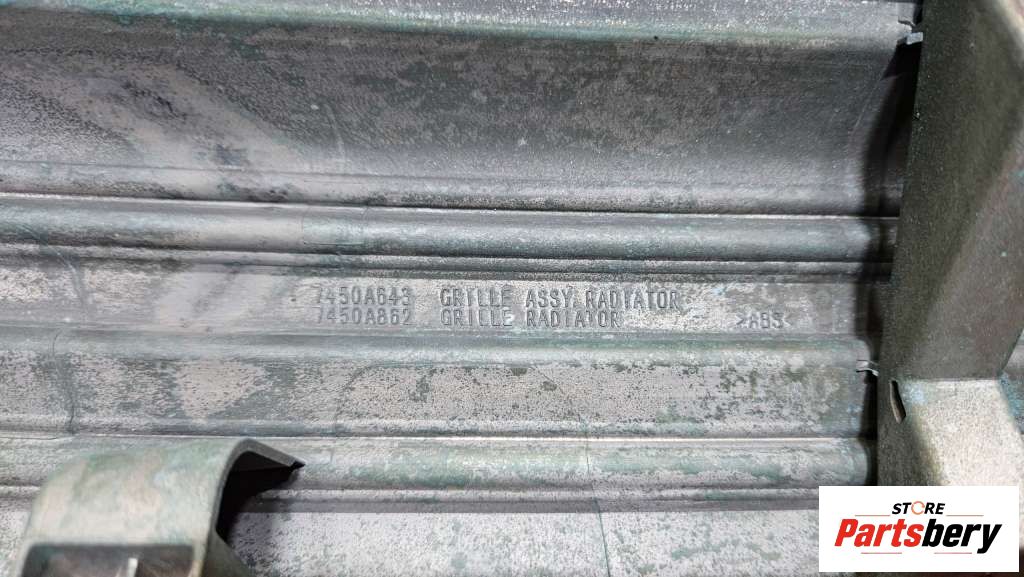 7450A643 GRILLE ASSY, RADIATOR
7450A862 GRILLE RADIATOR >ABS<
STORE
Partsbery